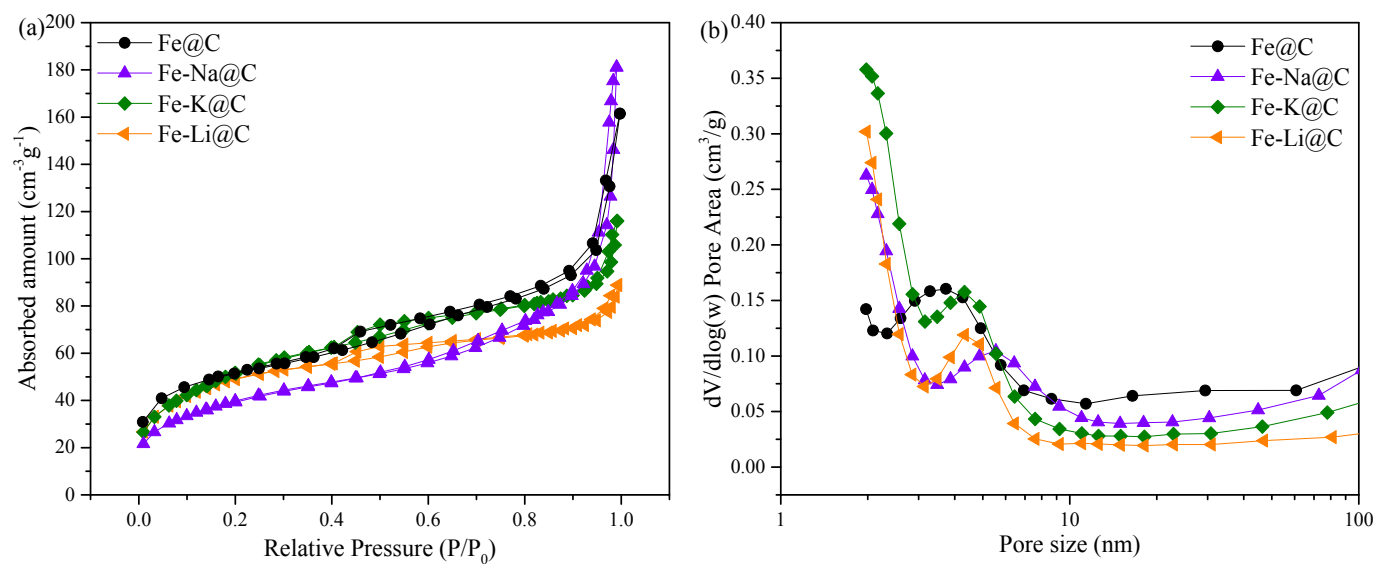 (a)
Fe@C
Fe-Na@C
Fe-K@C
Fe-Li@C
Absorbed amount (cm⁻³g⁻¹)
200
180
160
140
120
100
80
60
40
20
0
0.0 0.2 0.4 0.6 0.8 1.0
Relative Pressure (P/P₀)
(b)
Fe@C
Fe-Na@C
Fe-K@C
Fe-Li@C
dV/dlog(w) Pore Area (cm³/g)
0.40
0.35
0.30
0.25
0.20
0.15
0.10
0.05
0.00
1 10 100
Pore size (nm)